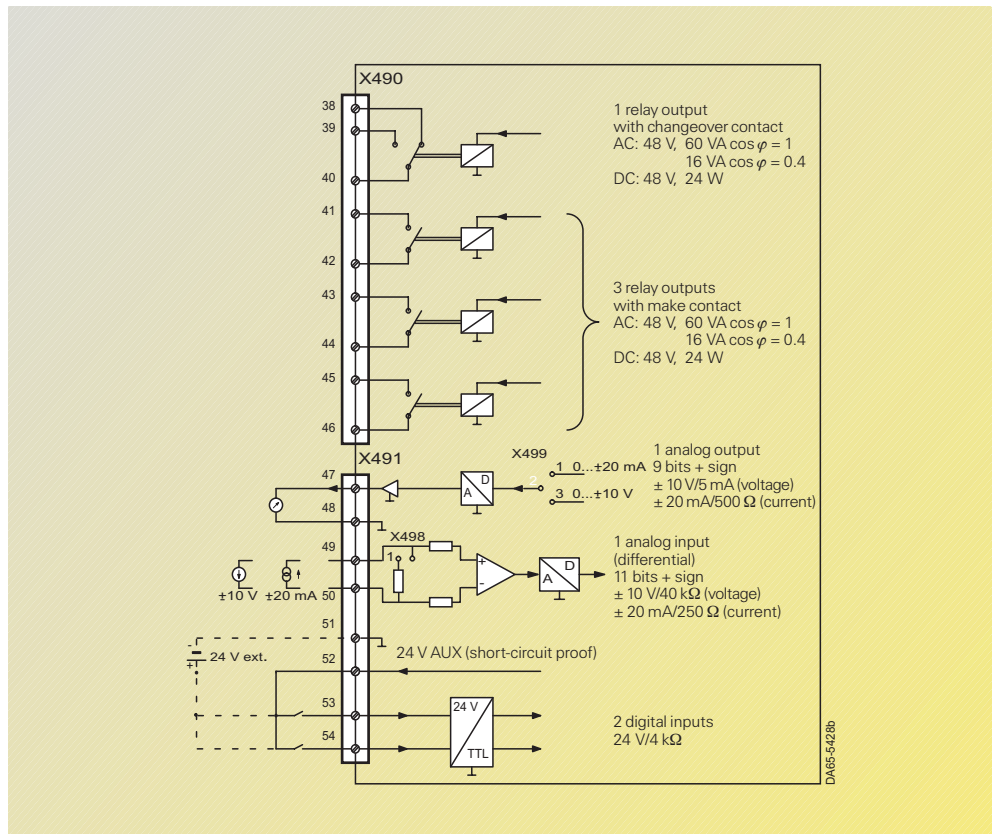 X490
38
39
40
41
42
43
44
45
46
1 relay output
with changeover contact
AC: 48 V, 60 VA cos φ = 1
16 VA cos φ = 0.4
DC: 48 V, 24 W
3 relay outputs
with make contact
AC: 48 V, 60 VA cos φ = 1
16 VA cos φ = 0.4
DC: 48 V, 24 W
X491
47
48
49
50
51
52
53
54
D
A
X499
2
1 0...±20 mA
3 0...±10 V
1 analog output
9 bits + sign
± 10 V/5 mA (voltage)
± 20 mA/500 Ω (current)
±10 V ±20 mA
X498
1
+
-
D
A
1 analog input
(differential)
11 bits + sign
± 10 V/40 kΩ (voltage)
± 20 mA/250 Ω (current)
-
+
24 V ext.
24 V AUX (short-circuit proof)
24 V
TTL
2 digital inputs
24 V/4 kΩ
DA65-5428b